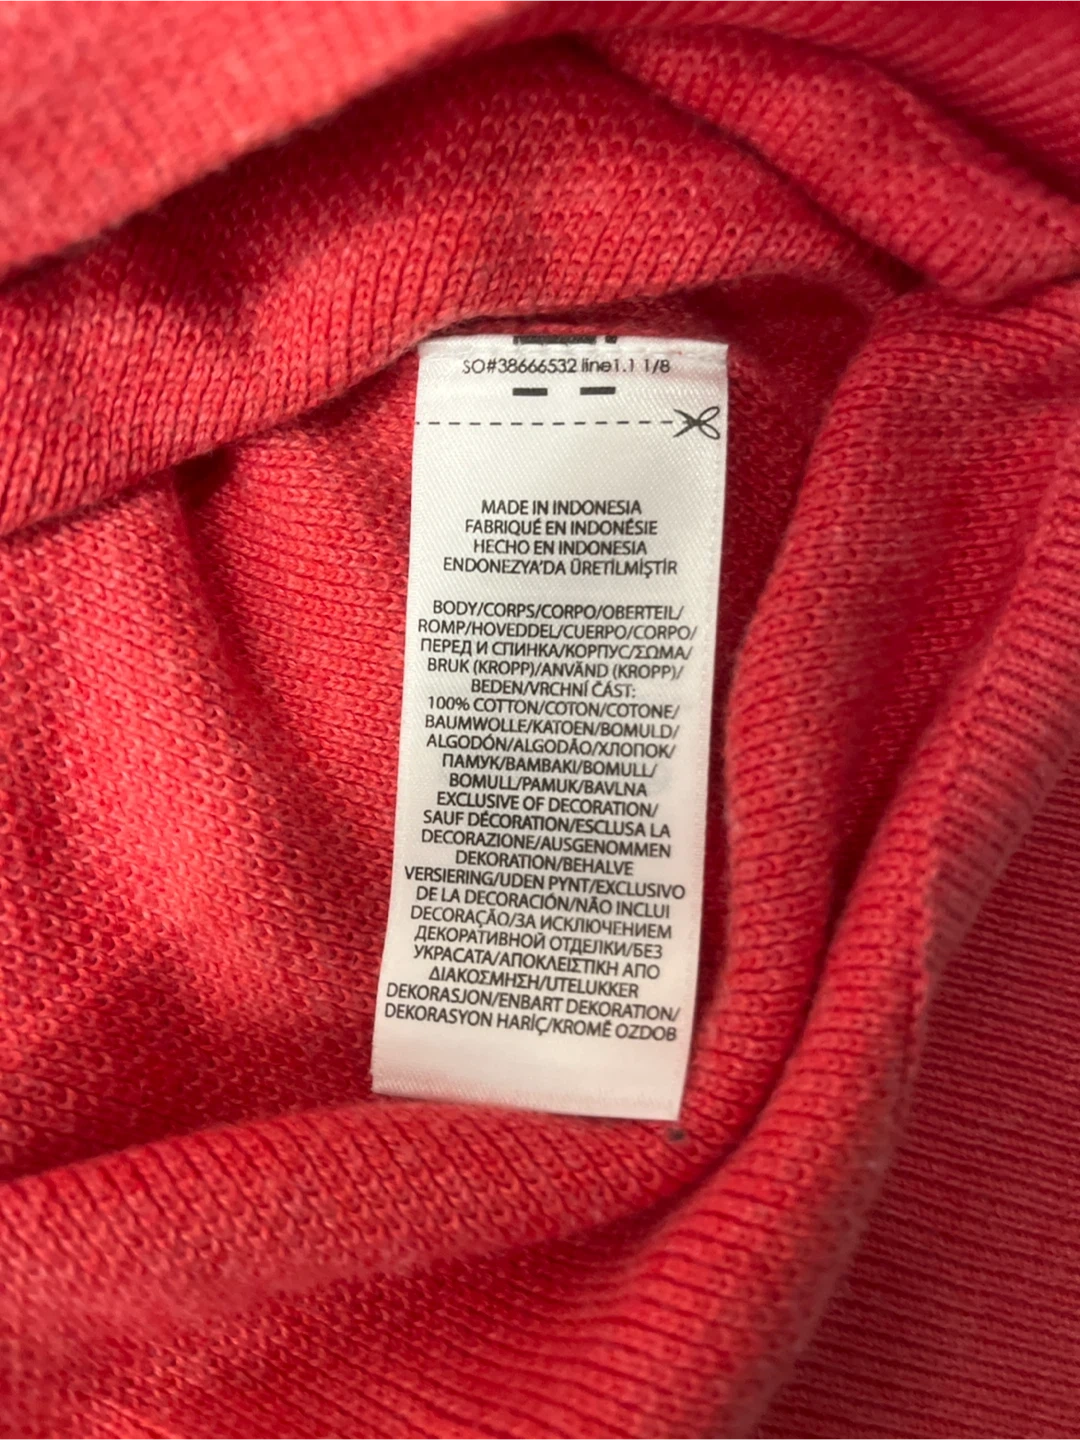 SO#38666532 line1.1 1/8
MADE IN INDONESIA
FABRIQUÉ EN INDONÉSIE
HECHO EN INDONESIA
ENDONEZYA'DA ÜRETİLMİŞTİR
BODY/CORPS/CORPO/OBERTEIL/
ROMP/HOVEDDEL/CUERPO/CORPO/
ПЕРЕД И СПИНКА/КОРПУС/ΣΩΜΑ/
BRUK (KROPP)/ANVÄND (KROPP)/
BEDEN/VRCHNÍ ČÁST:
100% COTTON/COTON/COTONE/
BAUMWOLLE/KATOEN/BOMULD/
ALGODÓN/ALGODÃO/ХЛОПОК/
ПАМУК/BAMBAKI/BOMULL/
BOMULL/PAMUK/BAVLNA
EXCLUSIVE OF DECORATION/
SAUF DÉCORATION/ESCLUSA LA
DECORAZIONE/AUSGENOMMEN
DEKORATION/BEHALVE
VERSIERING/UDEN PYNT/EXCLUSIVO
DE LA DECORACIÓN/NÃO INCLUI
DECORAÇÃO/ЗА ИСКЛЮЧЕНИЕМ
ДЕКОРАТИВНОЙ ОТДЕЛКИ/БЕЗ
УКРАСАТА/ΑΠΟΚΛΕΙΣΤΙΚΗ ΑΠΟ
ΔΙΑΚΟΣΜΗΣΗ/UTELUKKER
DEKORASJON/ENBART DEKORATION/
DEKORASYON HARİÇ/KROMĚ OZDOB